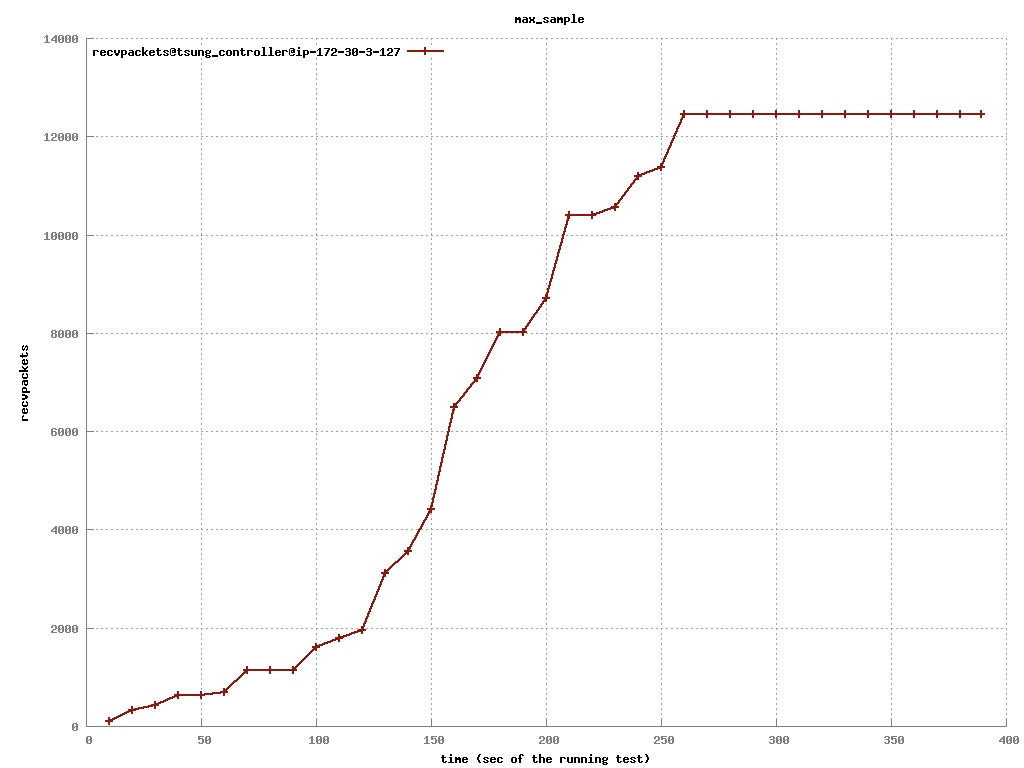 max_sample
14000
recvpackets@tsung_controller@ip-172-30-3-127
12000
10000
8000
recvpackets
6000
4000
2000
0
0 50 100 150 200 250 300 350 400
time (sec of the running test)